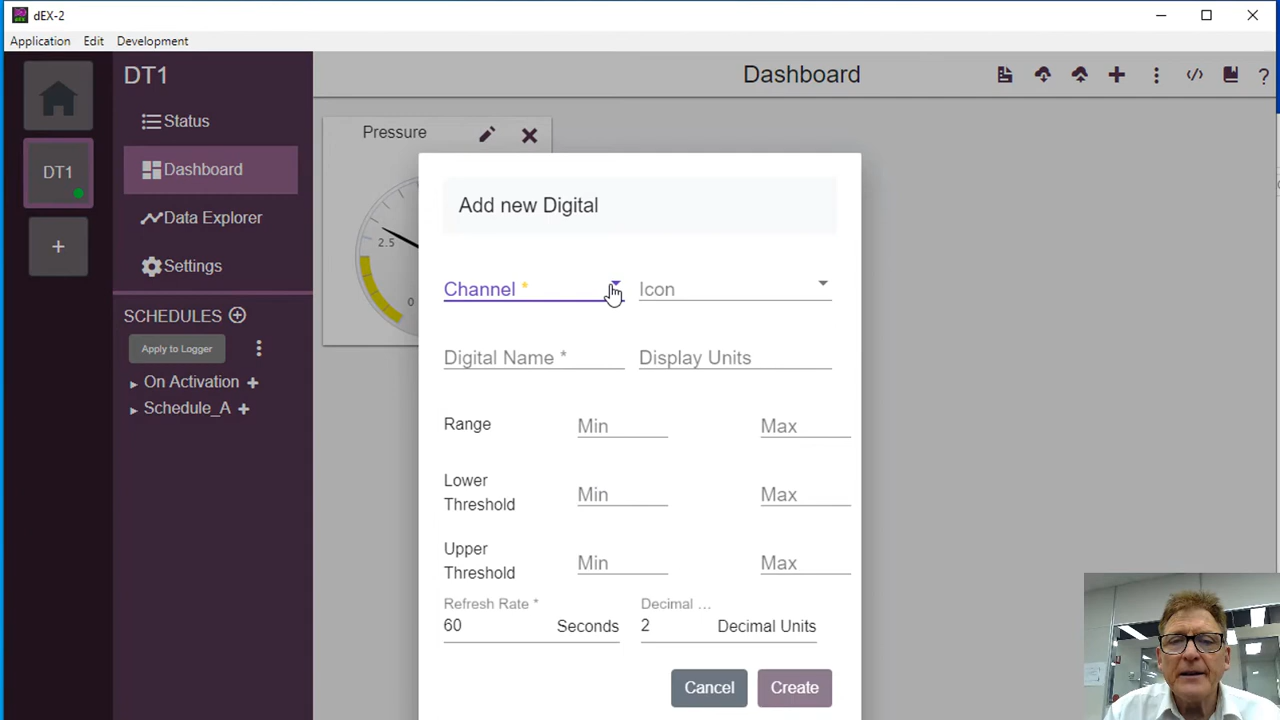 dEX-2
Application Edit Development
DT1
Dashboard
</>
?
Status
Dashboard
Data Explorer
Settings
DT1
+
SCHEDULES
Apply to Logger
On Activation
Schedule_A
Pressure
2.5
0
Add new Digital
Channel * Icon
Digital Name * Display Units
Range Min Max
Lower Threshold Min Max
Upper Threshold Min Max
Refresh Rate * Decimal ...
60 Seconds 2 Decimal Units
Cancel Create